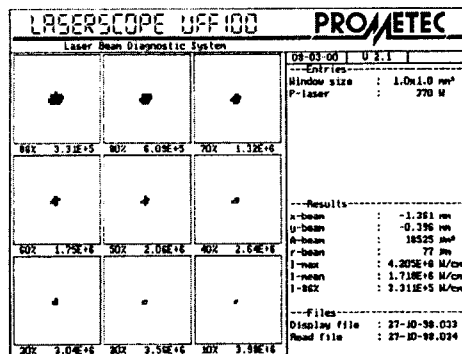 LASERSCOPE UFF100
PROMETEC
Laser Beam Diagnostic System
08-03-00 V 2.1
Entries
Window size : 1.0x1.0 mm²
P-laser : 270 W
86% 3.31E+5 80% 6.09E+5 70% 1.32E+6
60% 1.75E+6 50% 2.06E+6 40% 2.64E+6
30% 3.04E+6 20% 3.56E+6 10% 3.98E+6
Results
x-beam : -1.361 mm
y-beam : -0.396 mm
A-beam : 18525 µm²
r-beam : 77 µm
I-max : 4.205E+6 W/cm
I-mean : 1.718E+6 W/cm
I-86% : 3.311E+5 W/cm
Files
Display file : 27-10-98.033
Read file : 27-10-98.034